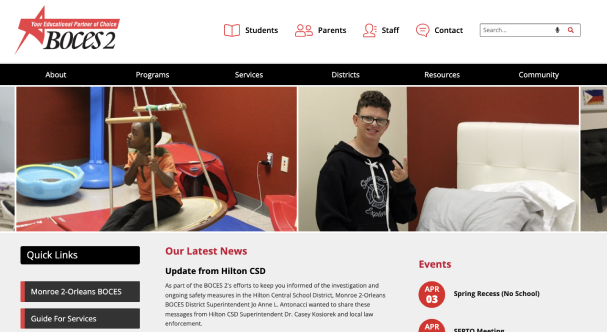 Your Educational Partner of Choice
BOCES 2
Students
Parents
Staff
Contact
Search...
About
Programs
Services
Districts
Resources
Community
Quick Links
Monroe 2-Orleans BOCES
Guide For Services
Our Latest News
Update from Hilton CSD
As part of the BOCES 2's efforts to keep you informed of the investigation and
ongoing safety measures in the Hilton Central School District, Monroe 2-Orleans
BOCES District Superintendent Jo Anne L. Antonacci wanted to share these
messages from Hilton CSD Superintendent Dr. Casey Kosiorek and local law
enforcement.
Events
APR
03
Spring Recess (No School)
APR
SEPTO Meeting